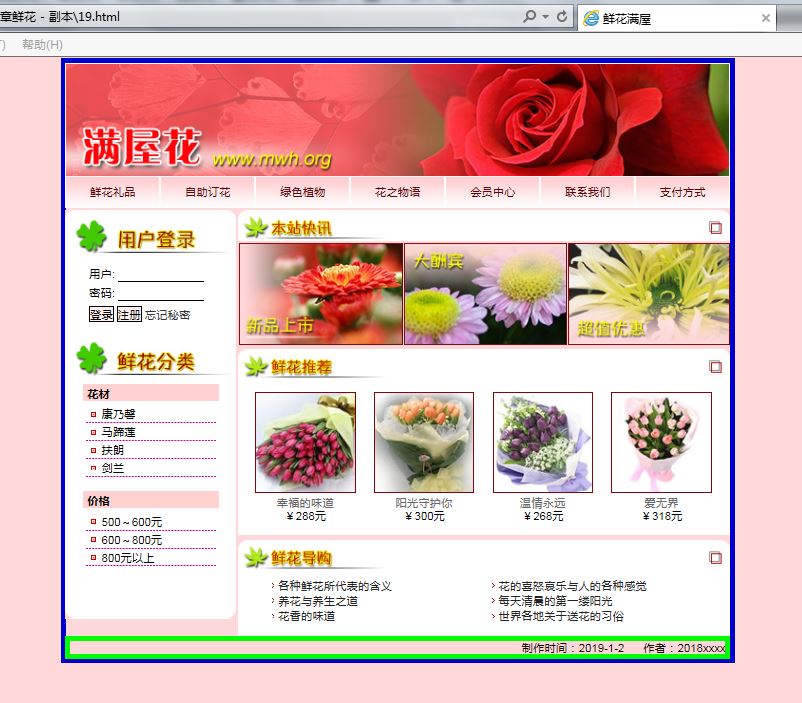 章鲜花 - 副本\19.html
鲜花满屋
帮助(H)
满屋花 www.mwh.org
鲜花礼品 自助订花 绿色植物 花之物语 会员中心 联系我们 支付方式
用户登录
用户:
密码:
登录 注册 忘记秘密
鲜花分类
花材
康乃馨
马蹄莲
扶朗
剑兰
价格
500～600元
600～800元
800元以上
本站快讯
新品上市
大酬宾
超值优惠
鲜花推荐
幸福的味道 阳光守护你 温情永远 爱无界
￥288元 ￥300元 ￥268元 ￥318元
鲜花导购
各种鲜花所代表的含义 花的喜怒哀乐与人的各种感觉
养花与养生之道 每天清晨的第一缕阳光
花香的味道 世界各地关于送花的习俗
制作时间：2019-1-2 作者：2018xxxx